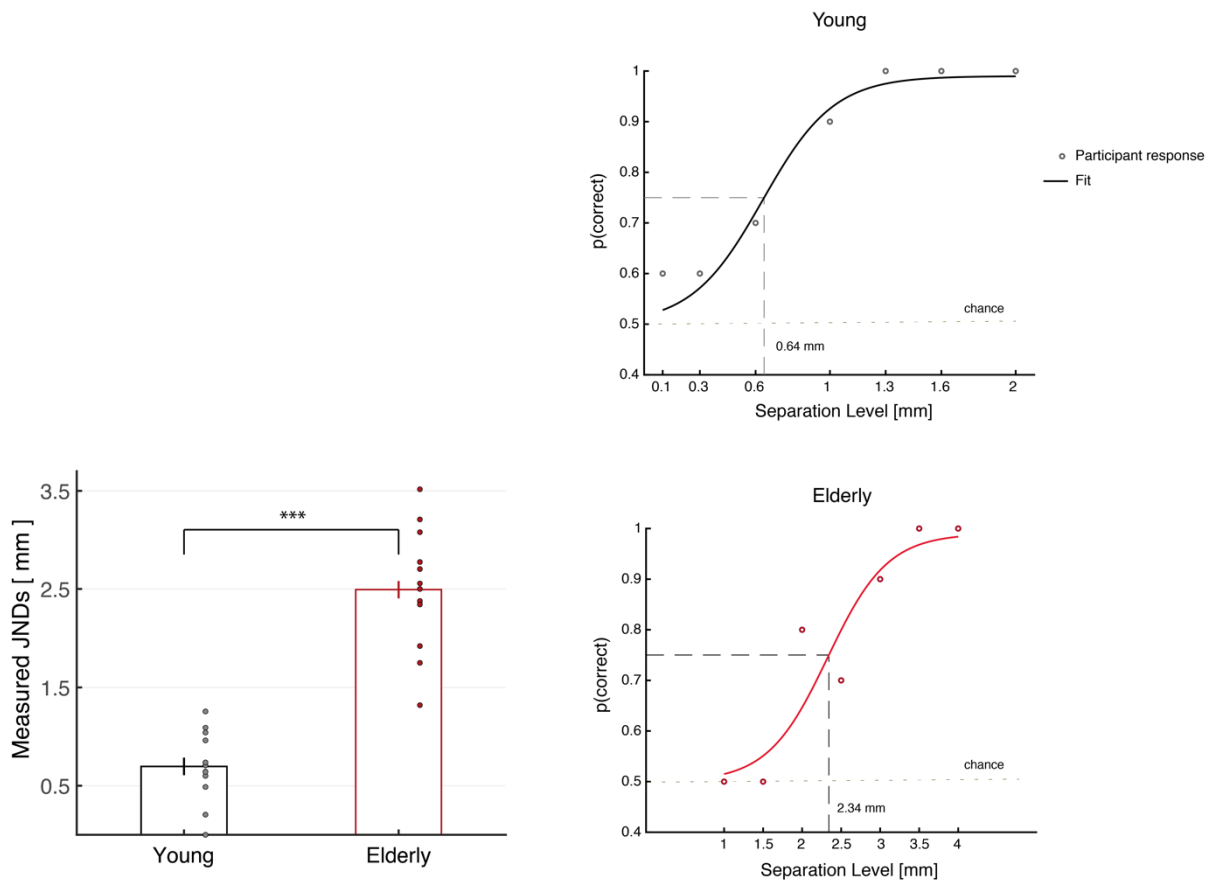 Young
p(correct)
1
0.9
0.8
0.7
0.6
0.5
0.4
chance
0.64 mm
0.1 0.3 0.6 1 1.3 1.6 2
Separation Level [mm]
Participant response
Fit
Measured JNDs [ mm ]
3.5
2.5
1.5
0.5
***
Young Elderly
Elderly
p(correct)
1
0.9
0.8
0.7
0.6
0.5
0.4
chance
2.34 mm
1 1.5 2 2.5 3 3.5 4
Separation Level [mm]